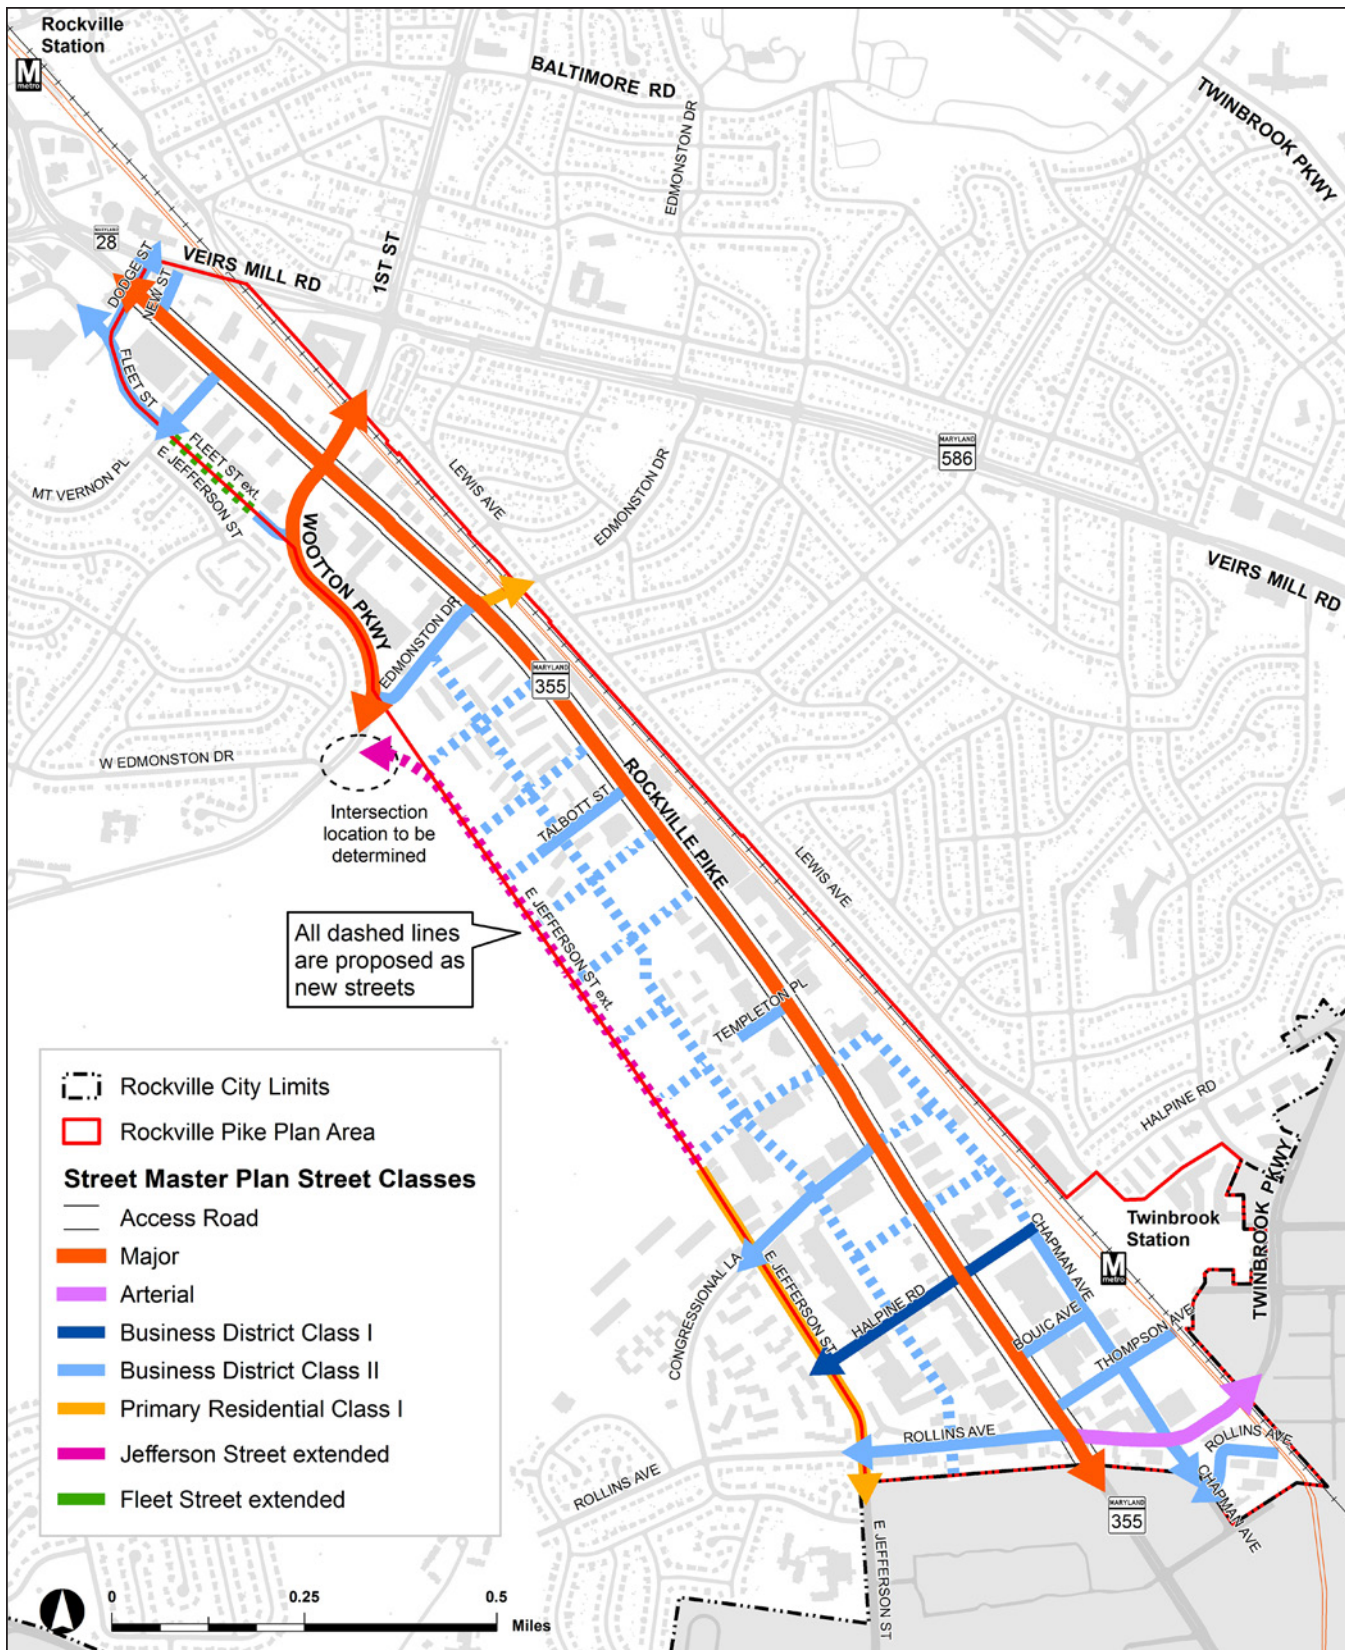 Rockville
Station
M
metro
BALTIMORE RD
EDMONSTON DR
TWINBROOK PKWY
MARYLAND
28
DODGE ST
NEW ST
VEIRS MILL RD
1ST ST
FLEET ST
FLEET ST ext.
E JEFFERSON ST
MT VERNON PL
LEWIS AVE
EDMONSTON DR
MARYLAND
586
VEIRS MILL RD
WOOTTON PKWY
EDMONSTON DR
MARYLAND
355
W EDMONSTON DR
Intersection
location to be
determined
TALBOTT ST
ROCKVILLE PIKE
LEWIS AVE
E JEFFERSON ST ext.
All dashed lines
are proposed as
new streets
TEMPLETON PL
HALPINE RD
TWINBROOK PKWY
Twinbrook
Station
M
metro
CHAPMAN AVE
CONGRESSIONAL LA
E JEFFERSON ST
HALPINE RD
BOUIC AVE
THOMPSON AVE
ROLLINS AVE
ROLLINS AVE
ROLLINS AVE
CHAPMAN AVE
MARYLAND
355
E JEFFERSON ST
Rockville City Limits
Rockville Pike Plan Area
Street Master Plan Street Classes
Access Road
Major
Arterial
Business District Class I
Business District Class II
Primary Residential Class I
Jefferson Street extended
Fleet Street extended
0 0.25 0.5
Miles